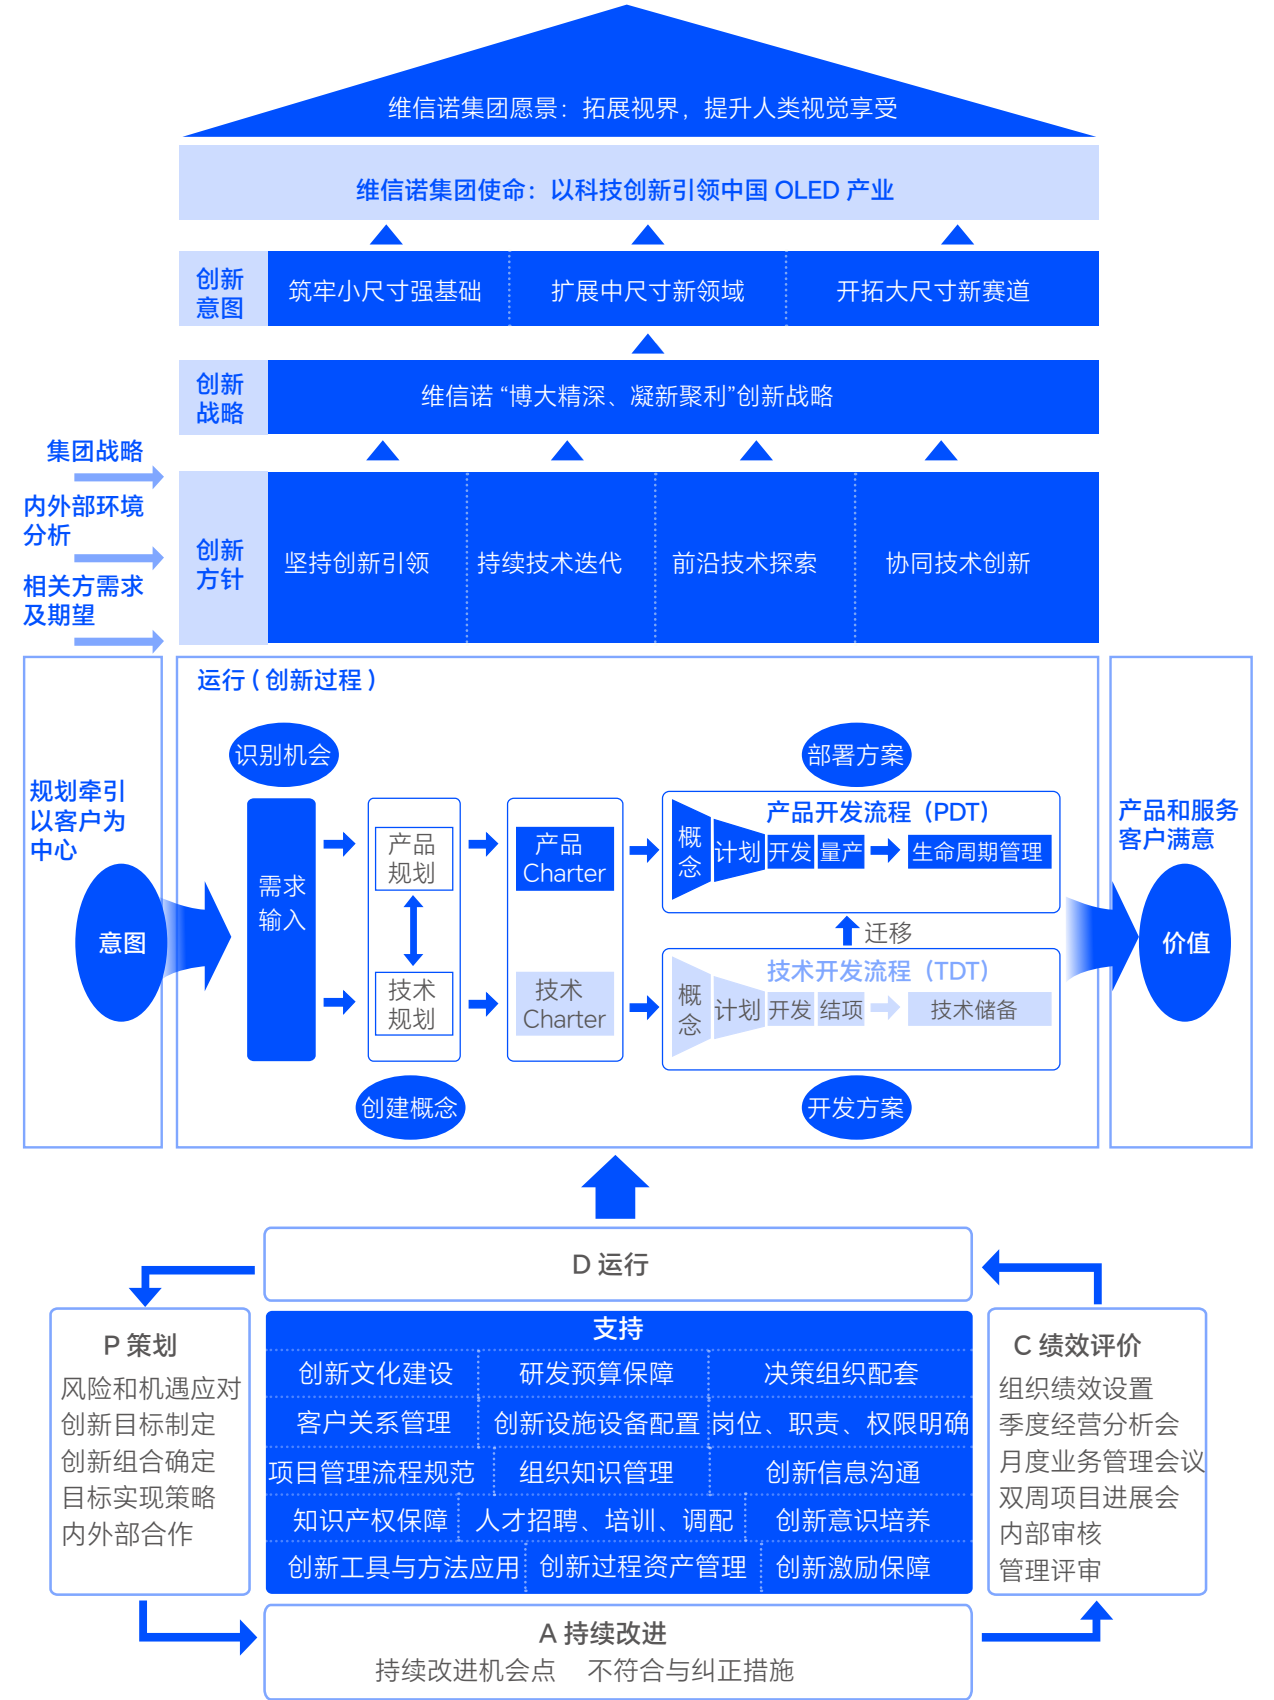 维信诺集团愿景：拓展视界，提升人类视觉享受
维信诺集团使命：以科技创新引领中国 OLED 产业
创新
意图
筑牢小尺寸强基础
扩展中尺寸新领域
开拓大尺寸新赛道
创新
战略
维信诺 “博大精深、凝新聚利”创新战略
集团战略
内外部环境
分析
相关方需求
及期望
创新
方针
坚持创新引领
持续技术迭代
前沿技术探索
协同技术创新
运行 ( 创新过程 )
规划牵引
以客户为
中心
意图
识别机会
需求
输入
产品
规划
技术
规划
创建概念
产品
Charter
技术
Charter
部署方案
产品开发流程（PDT）
概
念
计划
开发
量产
生命周期管理
迁移
技术开发流程（TDT）
概
念
计划
开发
结项
技术储备
开发方案
产品和服务
客户满意
价值
D 运行
P 策划
风险和机遇应对
创新目标制定
创新组合确定
目标实现策略
内外部合作
支持
创新文化建设
研发预算保障
决策组织配套
客户关系管理
创新设施设备配置
岗位、职责、权限明确
项目管理流程规范
组织知识管理
创新信息沟通
知识产权保障
人才招聘、培训、调配
创新意识培养
创新工具与方法应用
创新过程资产管理
创新激励保障
C 绩效评价
组织绩效设置
季度经营分析会
月度业务管理会议
双周项目进展会
内部审核
管理评审
A 持续改进
持续改进机会点 不符合与纠正措施